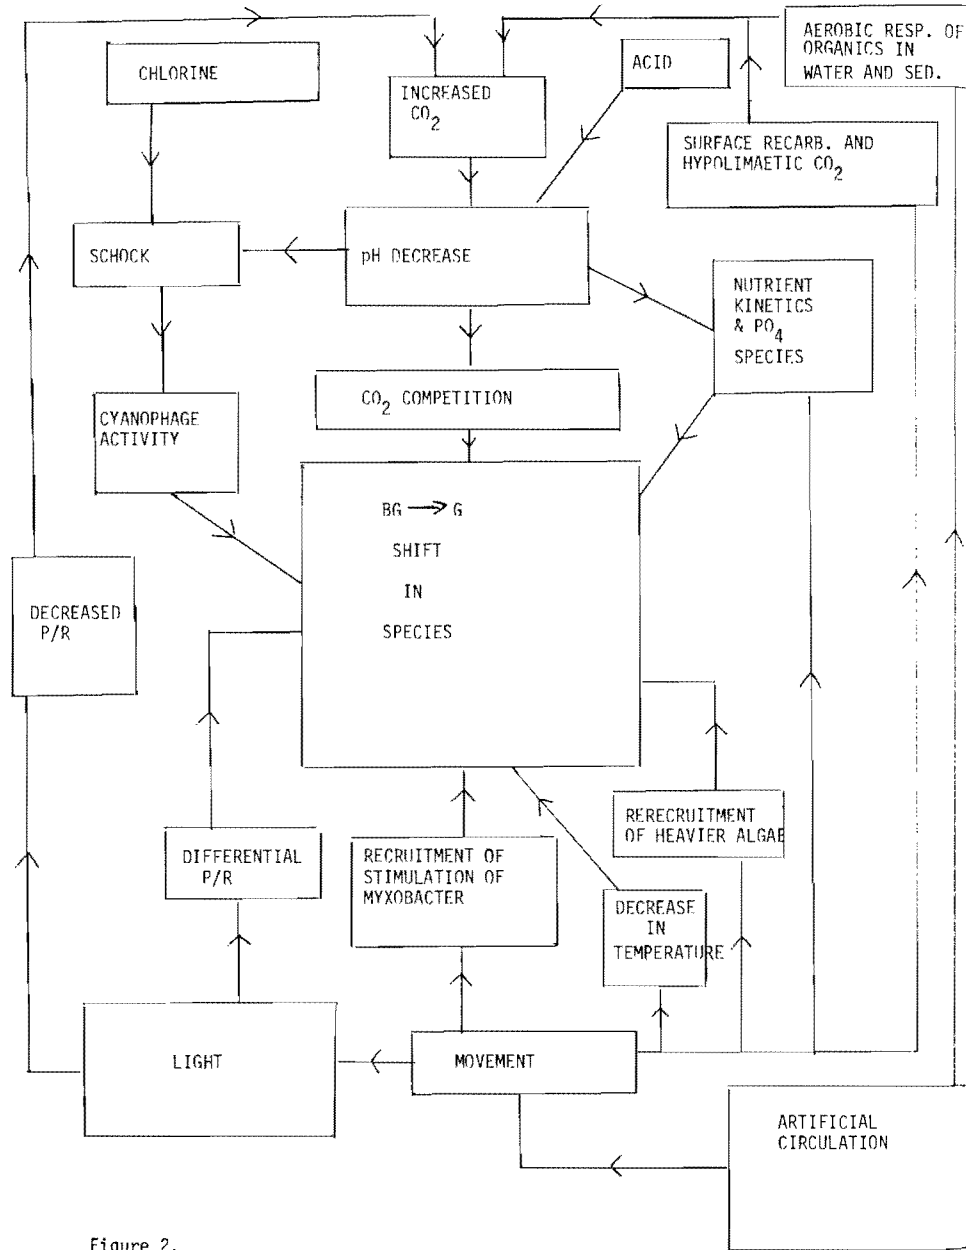 AEROBIC RESP. OF
ORGANICS IN
WATER AND SED.
CHLORINE
ACID
INCREASED
CO2
SURFACE RECARB. AND
HYPOLIMAETIC CO2
SCHOCK
pH DECREASE
NUTRIENT
KINETICS
& PO4
SPECIES
CO2 COMPETITION
CYANOPHAGE
ACTIVITY
BG → G
SHIFT
IN
SPECIES
DECREASED
P/R
RERECRUITMENT
OF HEAVIER ALGAE
DIFFERENTIAL
P/R
RECRUITMENT OF
STIMULATION OF
MYXOBACTER
DECREASE
IN
TEMPERATURE
LIGHT
MOVEMENT
ARTIFICIAL
CIRCULATION
Figure 2.